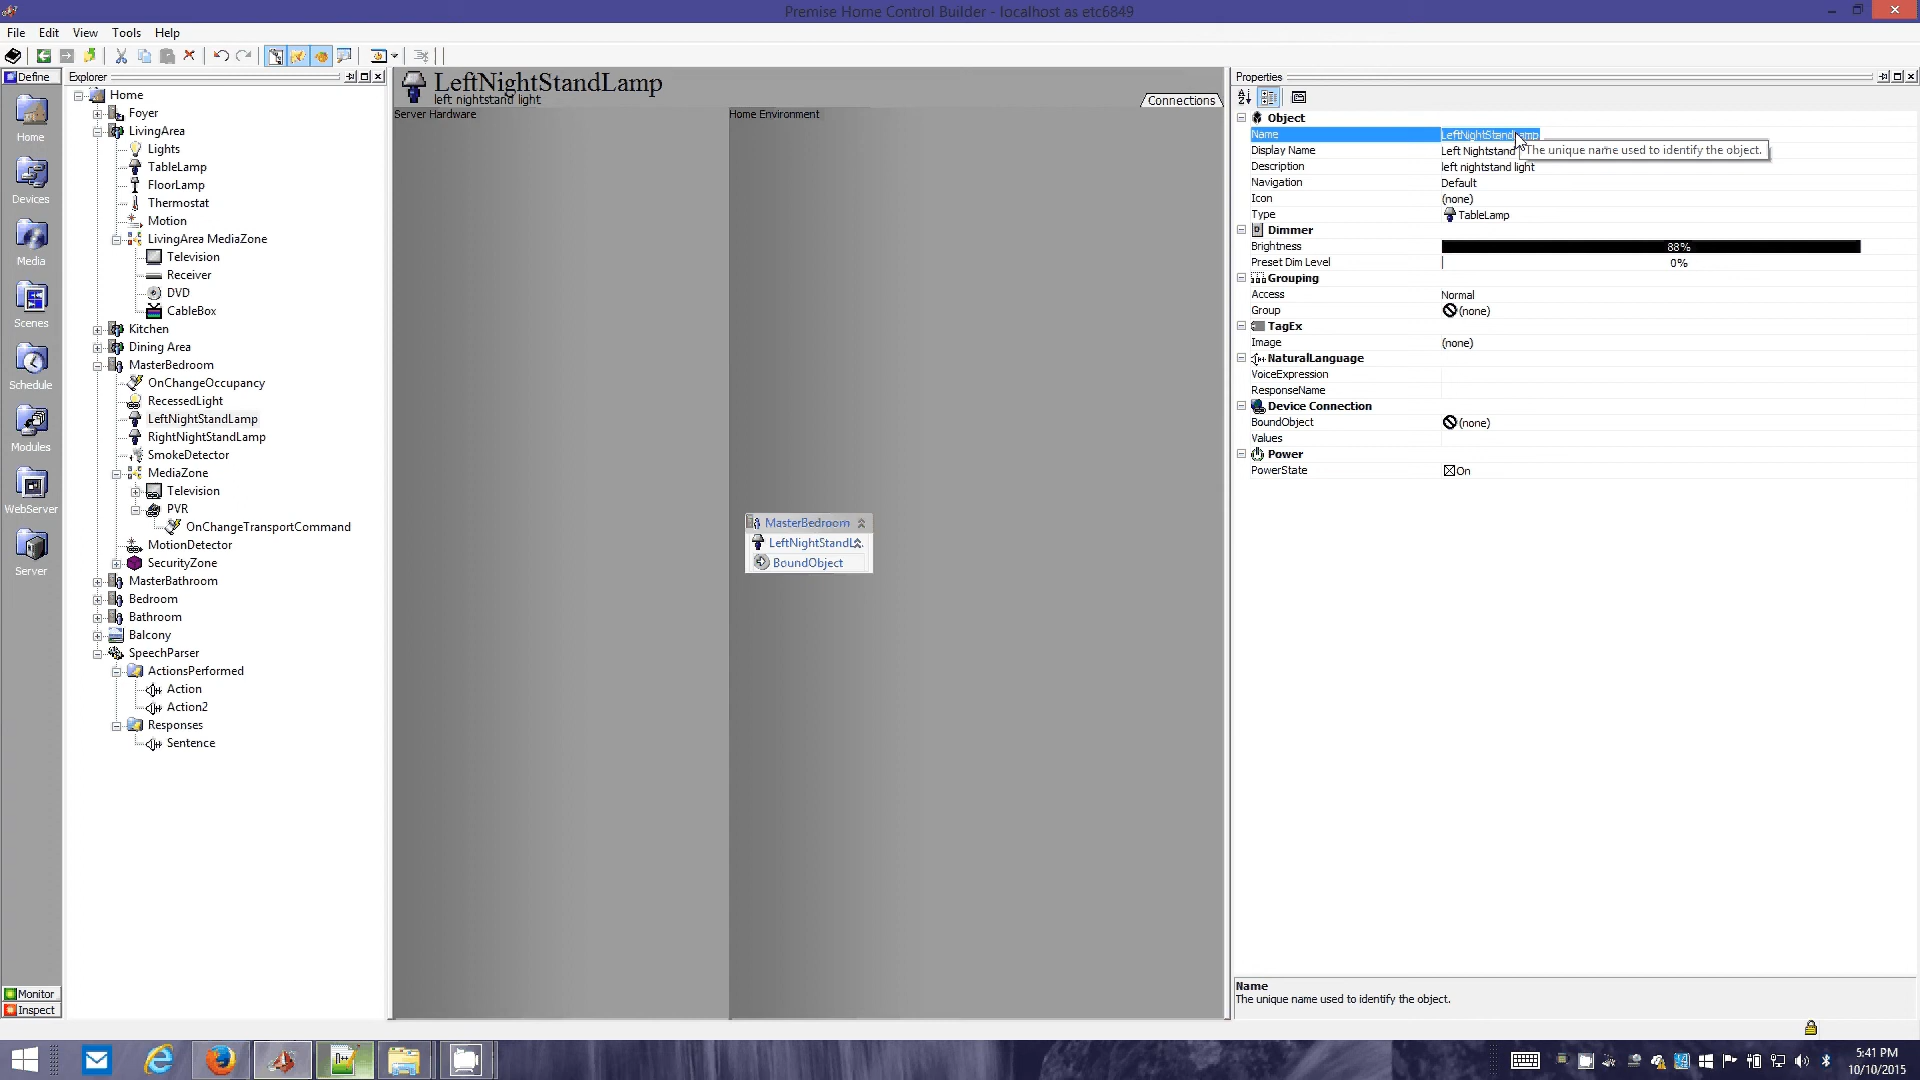 Premise Home Control Builder - localhost as etc6849
File Edit View Tools Help
Define
Home
Devices
Media
Scenes
Schedule
Modules
WebServer
Server
Monitor
Inspect
Explorer
Home
Foyer
LivingArea
Lights
TableLamp
FloorLamp
Thermostat
Motion
LivingArea MediaZone
Television
Receiver
DVD
CableBox
Kitchen
Dining Area
MasterBedroom
OnChangeOccupancy
RecessedLight
LeftNightStandLamp
RightNightStandLamp
SmokeDetector
MediaZone
Television
PVR
OnChangeTransportCommand
MotionDetector
SecurityZone
MasterBathroom
Bedroom
Bathroom
Balcony
SpeechParser
ActionsPerformed
Action
Action2
Responses
Sentence
LeftNightStandLamp
left nightstand light
Connections
Server Hardware
Home Environment
MasterBedroom
LeftNightStandL
BoundObject
Properties
Object
Name LeftNightStandLamp
Display Name Left Nightstand
The unique name used to identify the object.
Description left nightstand light
Navigation Default
Icon (none)
Type TableLamp
Dimmer
Brightness 88%
Preset Dim Level 0%
Grouping
Access Normal
Group (none)
TagEx
Image (none)
NaturalLanguage
VoiceExpression
ResponseName
Device Connection
BoundObject (none)
Values
Power
PowerState On
Name
The unique name used to identify the object.
5:41 PM
10/10/2015